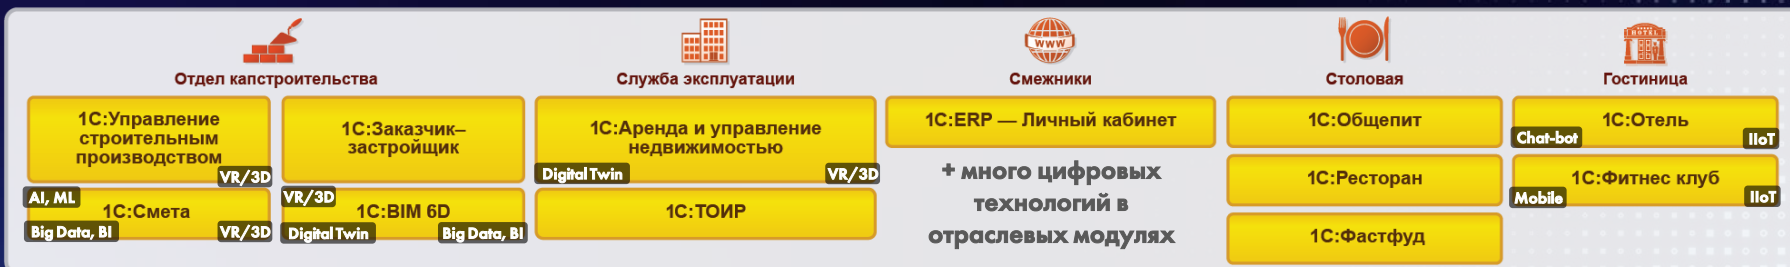 WWW
HOTEL
Отдел капстроительства
Служба эксплуатации
Смежники
Столовая
Гостиница
1С:Управление
строительным
производством
VR/3D
1С:Заказчик–
застройщик
AI, ML
1С:Смета
Big Data, BI
VR/3D
VR/3D
1С:BIM 6D
Digital Twin
Big Data, BI
1С:Аренда и управление
недвижимостью
Digital Twin
VR/3D
1С:ТОИР
1С:ERP — Личный кабинет
+ много цифровых
технологий в
отраслевых модулях
1С:Общепит
1С:Ресторан
1С:Фастфуд
1С:Отель
Chat-bot
IIoT
1С:Фитнес клуб
Mobile
IIoT